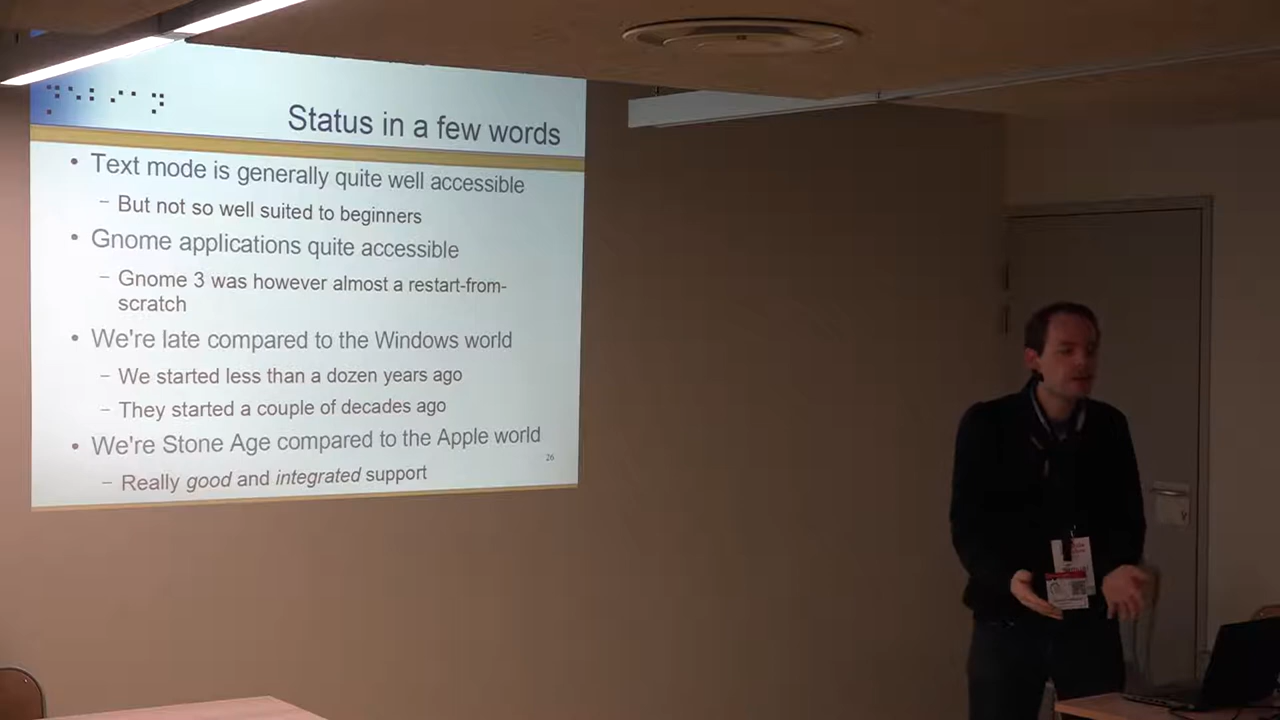 Status in a few words
• Text mode is generally quite well accessible
– But not so well suited to beginners
• Gnome applications quite accessible
– Gnome 3 was however almost a restart-from-
scratch
• We're late compared to the Windows world
– We started less than a dozen years ago
– They started a couple of decades ago
• We're Stone Age compared to the Apple world
– Really good and integrated support
26